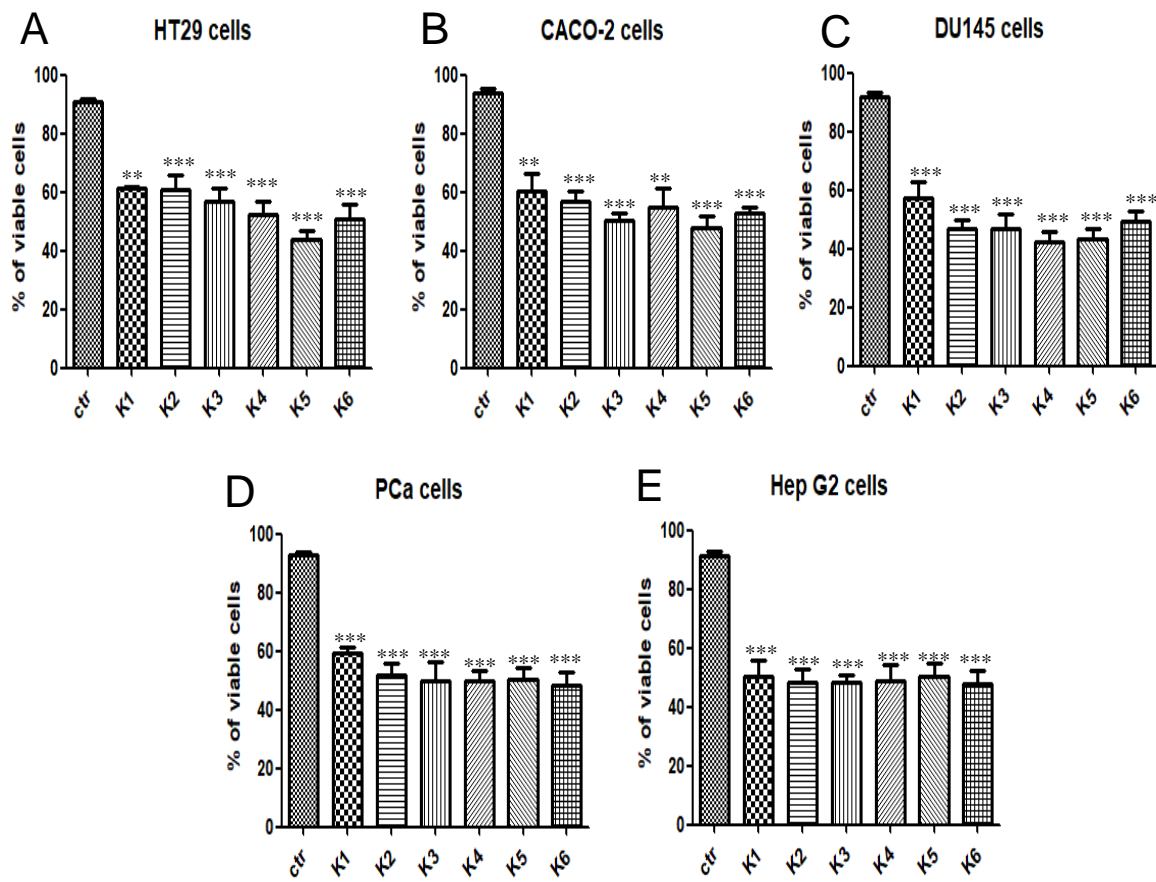 A
HT29 cells
% of viable cells
100
80
60
40
20
0
** *** *** *** *** ***
ctr K1 K2 K3 K4 K5 K6
B
CACO-2 cells
% of viable cells
100
80
60
40
20
0
** *** *** ** *** ***
ctr K1 K2 K3 K4 K5 K6
C
DU145 cells
% of viable cells
100
80
60
40
20
0
*** *** *** *** *** ***
ctr K1 K2 K3 K4 K5 K6
D
PCa cells
% of viable cells
100
80
60
40
20
0
*** *** *** *** *** ***
ctr K1 K2 K3 K4 K5 K6
E
Hep G2 cells
% of viable cells
100
80
60
40
20
0
*** *** *** *** *** ***
ctr K1 K2 K3 K4 K5 K6